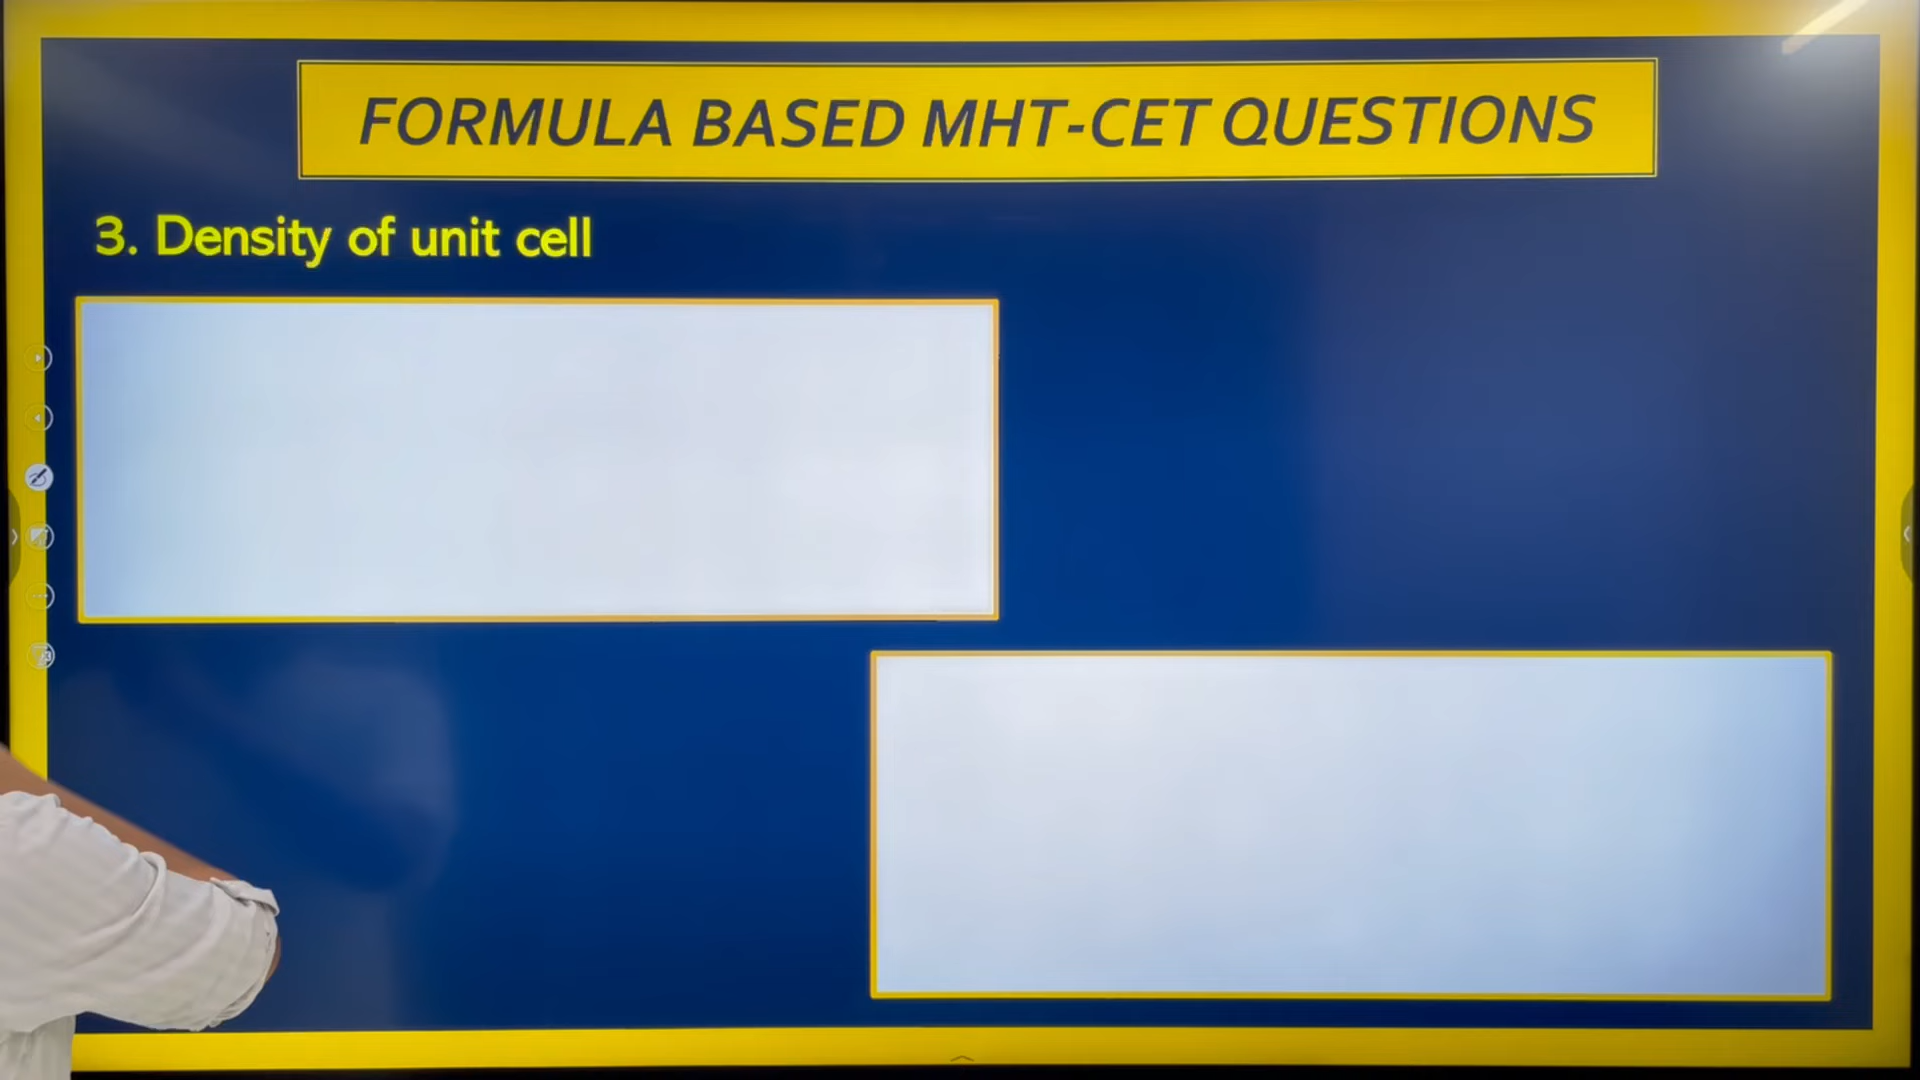 FORMULA BASED MHT-CET QUESTIONS
3. Density of unit cell